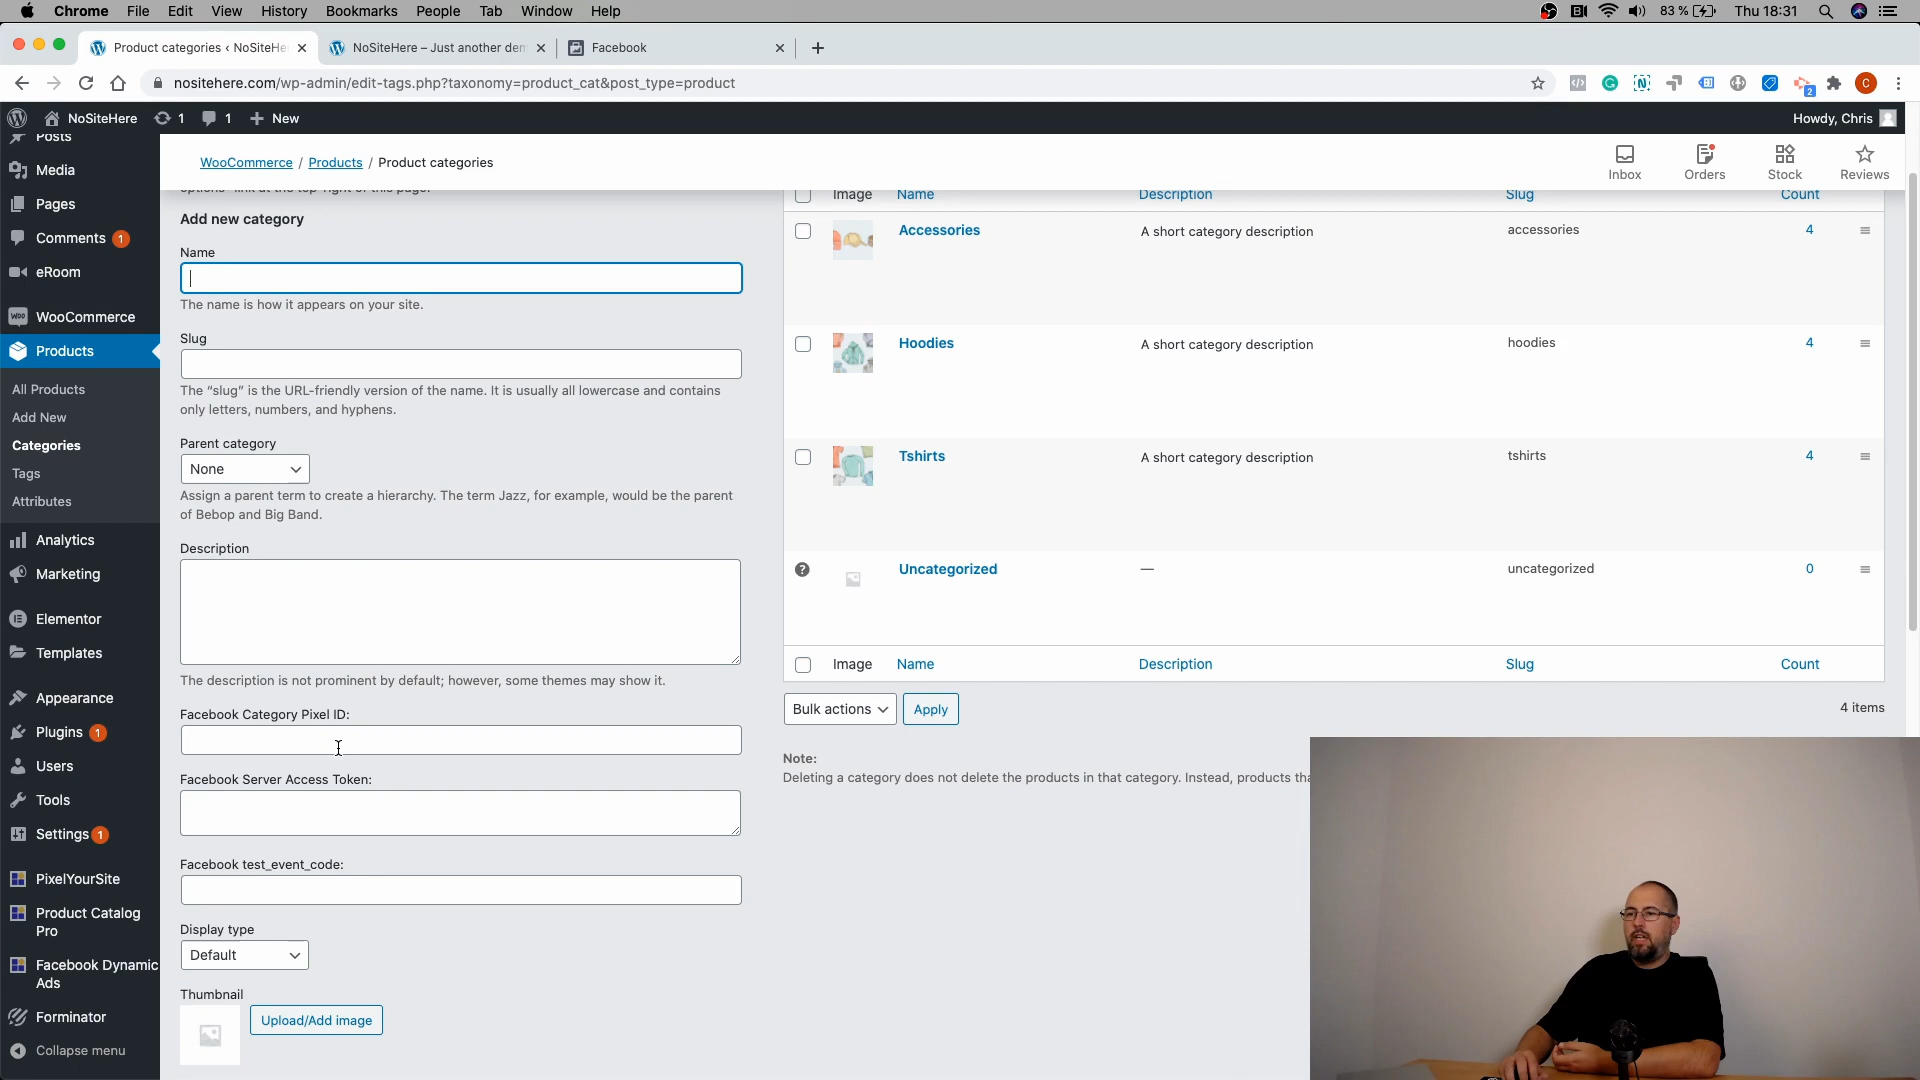 Chrome File Edit View History Bookmarks People Tab Window Help
83 % Thu 18:31
Product categories ‹ NoSiteHe
NoSiteHere – Just another den
Facebook
nositehere.com/wp-admin/edit-tags.php?taxonomy=product_cat&post_type=product
2
C
NoSiteHere 1 1 New
Howdy, Chris
Posts
Media
Pages
Comments 1
eRoom
WooCommerce
Products
All Products
Add New
Categories
Tags
Attributes
Analytics
Marketing
Elementor
Templates
Appearance
Plugins 1
Users
Tools
Settings 1
PixelYourSite
Product Catalog
Pro
Facebook Dynamic
Ads
Forminator
Collapse menu
WooCommerce / Products / Product categories
Inbox
Orders
Stock
Reviews
Add new category
Name
The name is how it appears on your site.
Slug
The “slug” is the URL-friendly version of the name. It is usually all lowercase and contains
only letters, numbers, and hyphens.
Parent category
None
Assign a parent term to create a hierarchy. The term Jazz, for example, would be the parent
of Bebop and Big Band.
Description
The description is not prominent by default; however, some themes may show it.
Facebook Category Pixel ID:
Facebook Server Access Token:
Facebook test_event_code:
Display type
Default
Thumbnail
Upload/Add image
Image Name Description Slug Count
Accessories A short category description accessories 4
Hoodies A short category description hoodies 4
Tshirts A short category description tshirts 4
Uncategorized — uncategorized 0
Image Name Description Slug Count
Bulk actions Apply
4 items
Note:
Deleting a category does not delete the products in that category. Instead, products tha